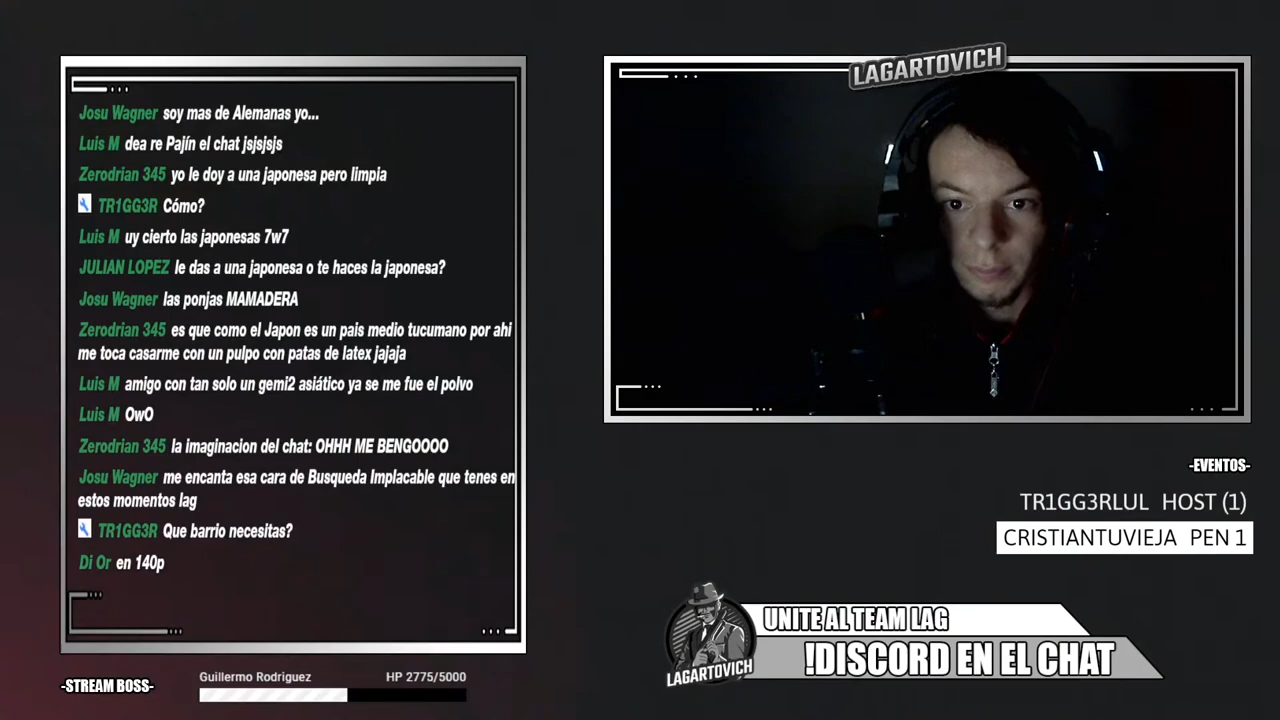 LAGARTOVICH
Josu Wagner soy mas de Alemanas yo...
Luis M dea re Pajín el chat jsjsjsjs
Zerodrian 345 yo le doy a una japonesa pero limpia
TR1GG3R Cómo?
Luis M uy cierto las japonesas 7w7
JULIAN LOPEZ le das a una japonesa o te haces la japonesa?
Josu Wagner las ponjas MAMADERA
Zerodrian 345 es que como el Japon es un pais medio tucumano por ahi
me toca casarme con un pulpo con patas de latex jajaja
Luis M amigo con tan solo un gemi2 asiático ya se me fue el polvo
Luis M OwO
Zerodrian 345 la imaginacion del chat: OHHH ME BENGOOOO
Josu Wagner me encanta esa cara de Busqueda Implacable que tenes en
estos momentos lag
TR1GG3R Que barrio necesitas?
Di Or en 140p
-STREAM BOSS-
Guillermo Rodriguez HP 2775/5000
-EVENTOS-
TR1GG3RLUL HOST (1)
CRISTIANTUVIEJA PEN 1
UNITE AL TEAM LAG
!DISCORD EN EL CHAT
LAGARTOVICH